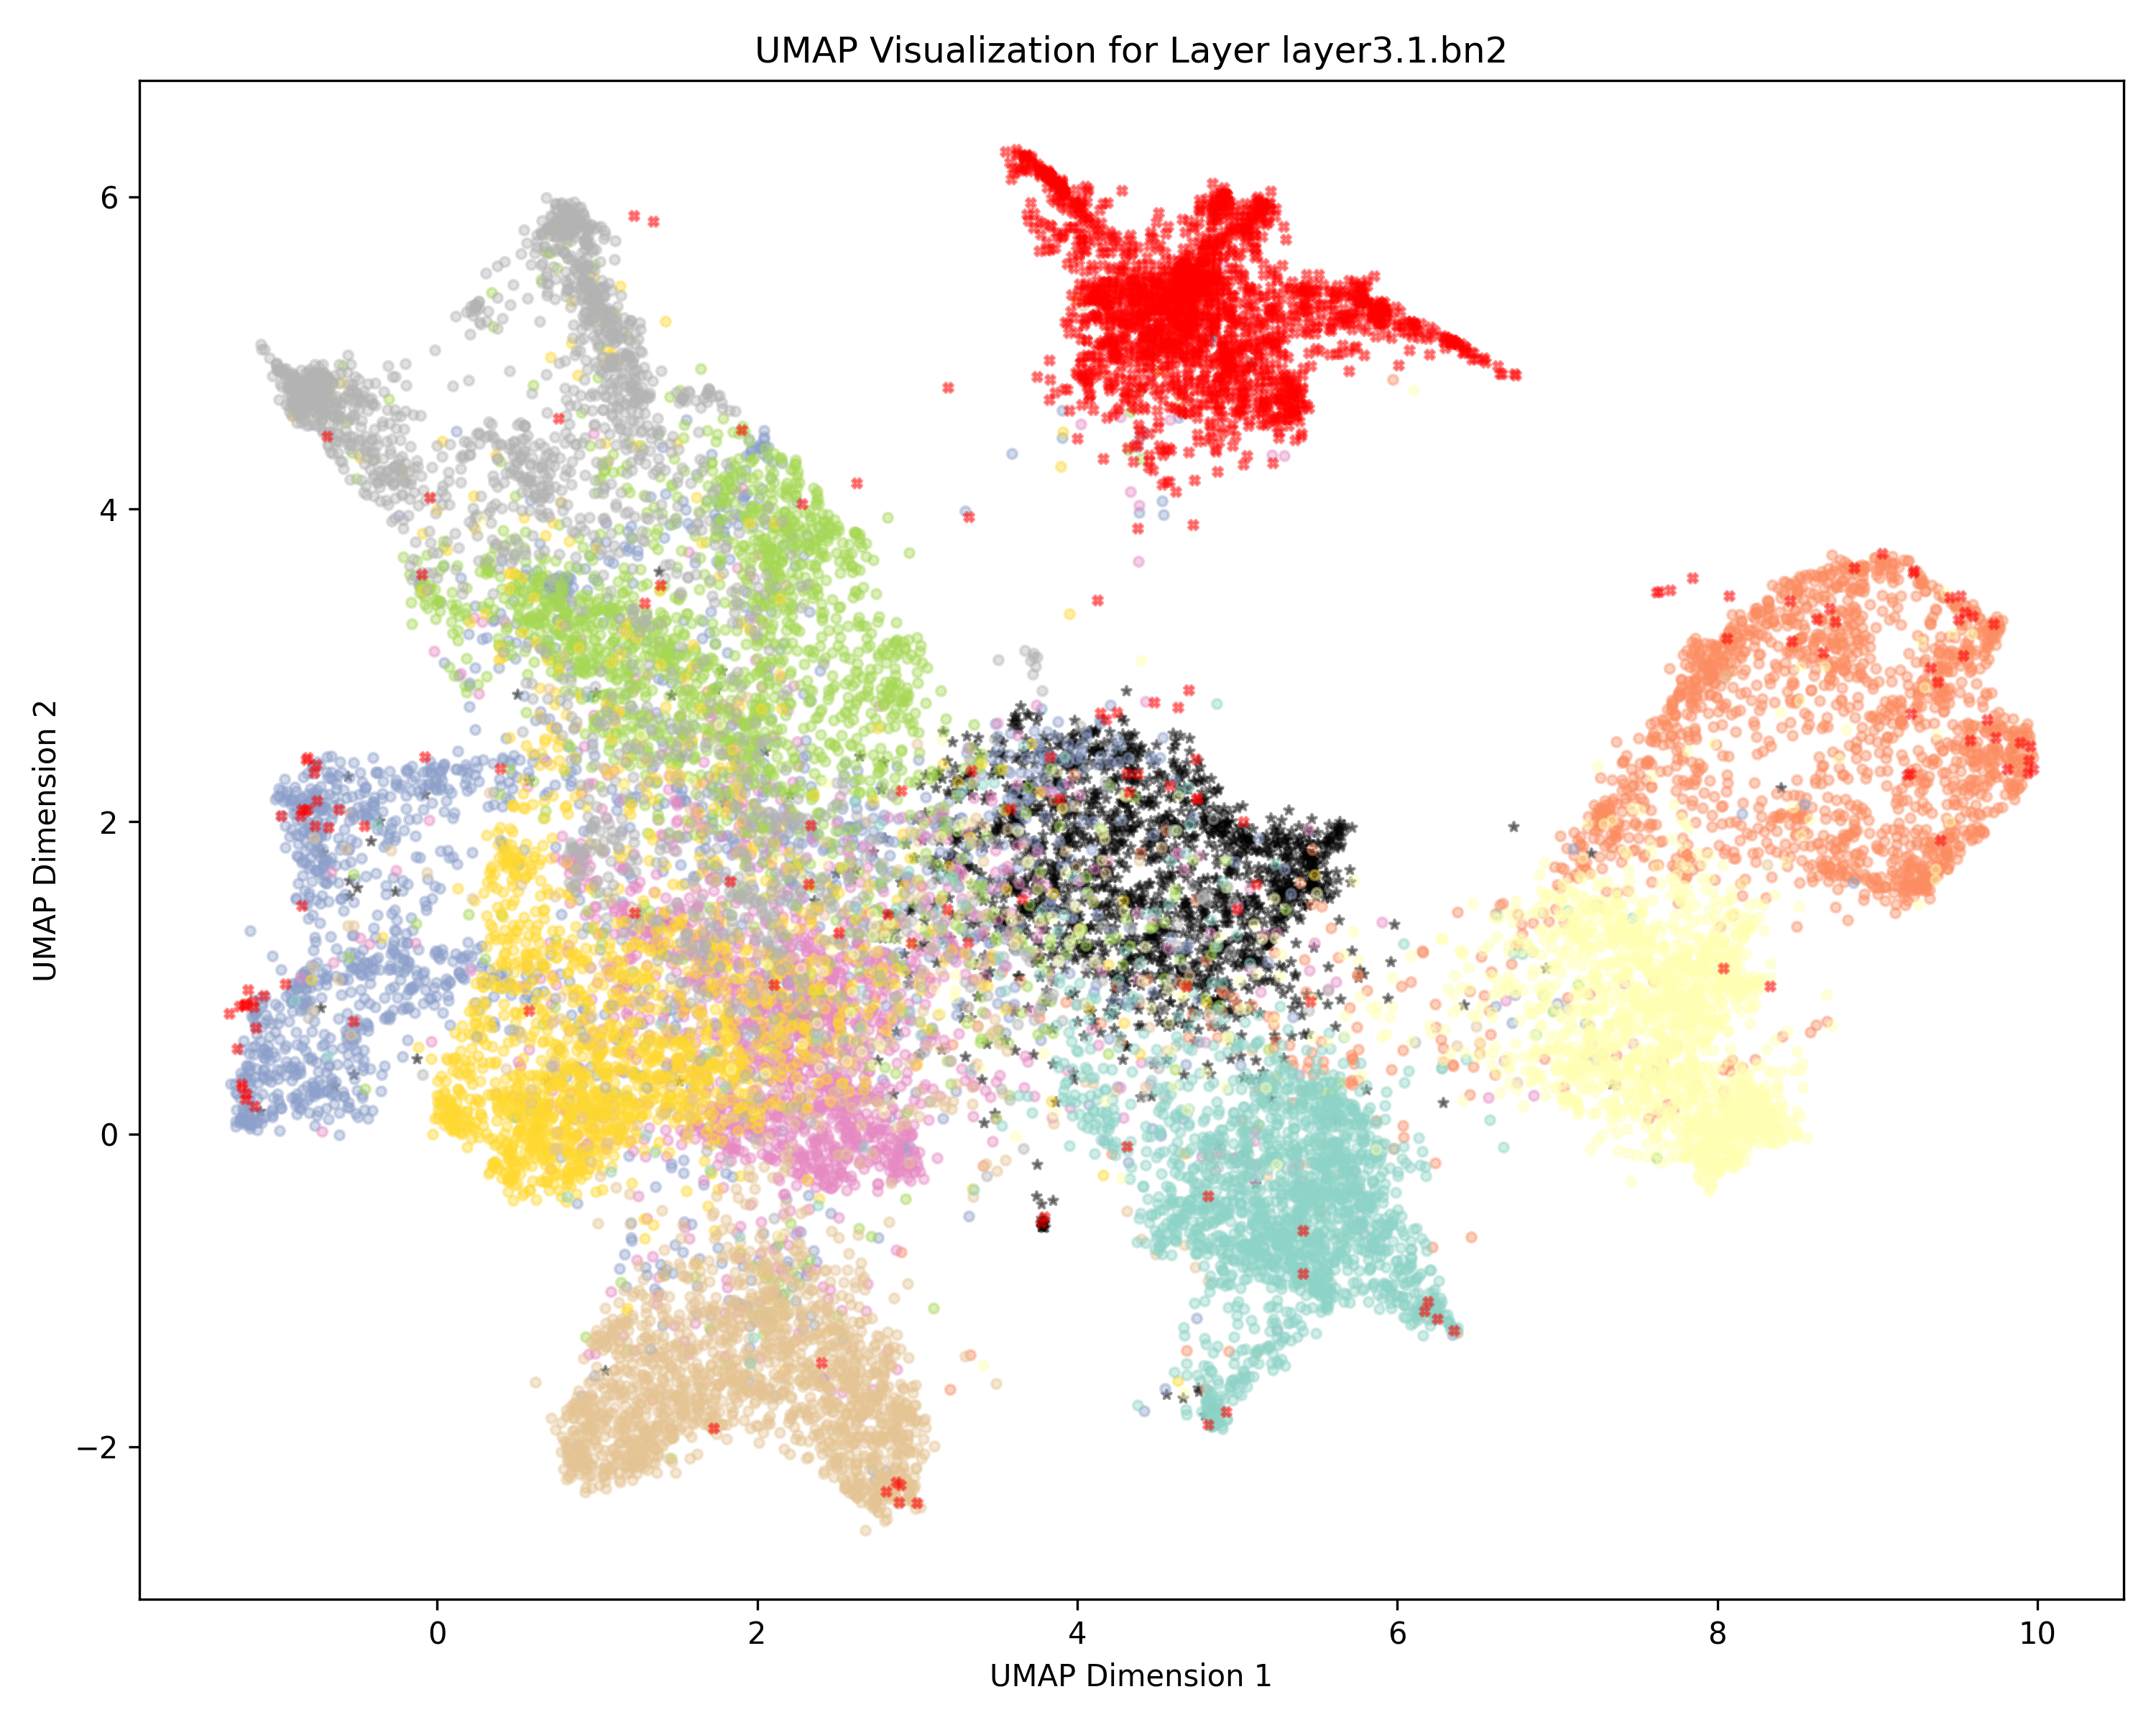 UMAP Visualization for Layer layer3.1.bn2
UMAP Dimension 2
6
4
2
0
−2
0 2 4 6 8 10
UMAP Dimension 1